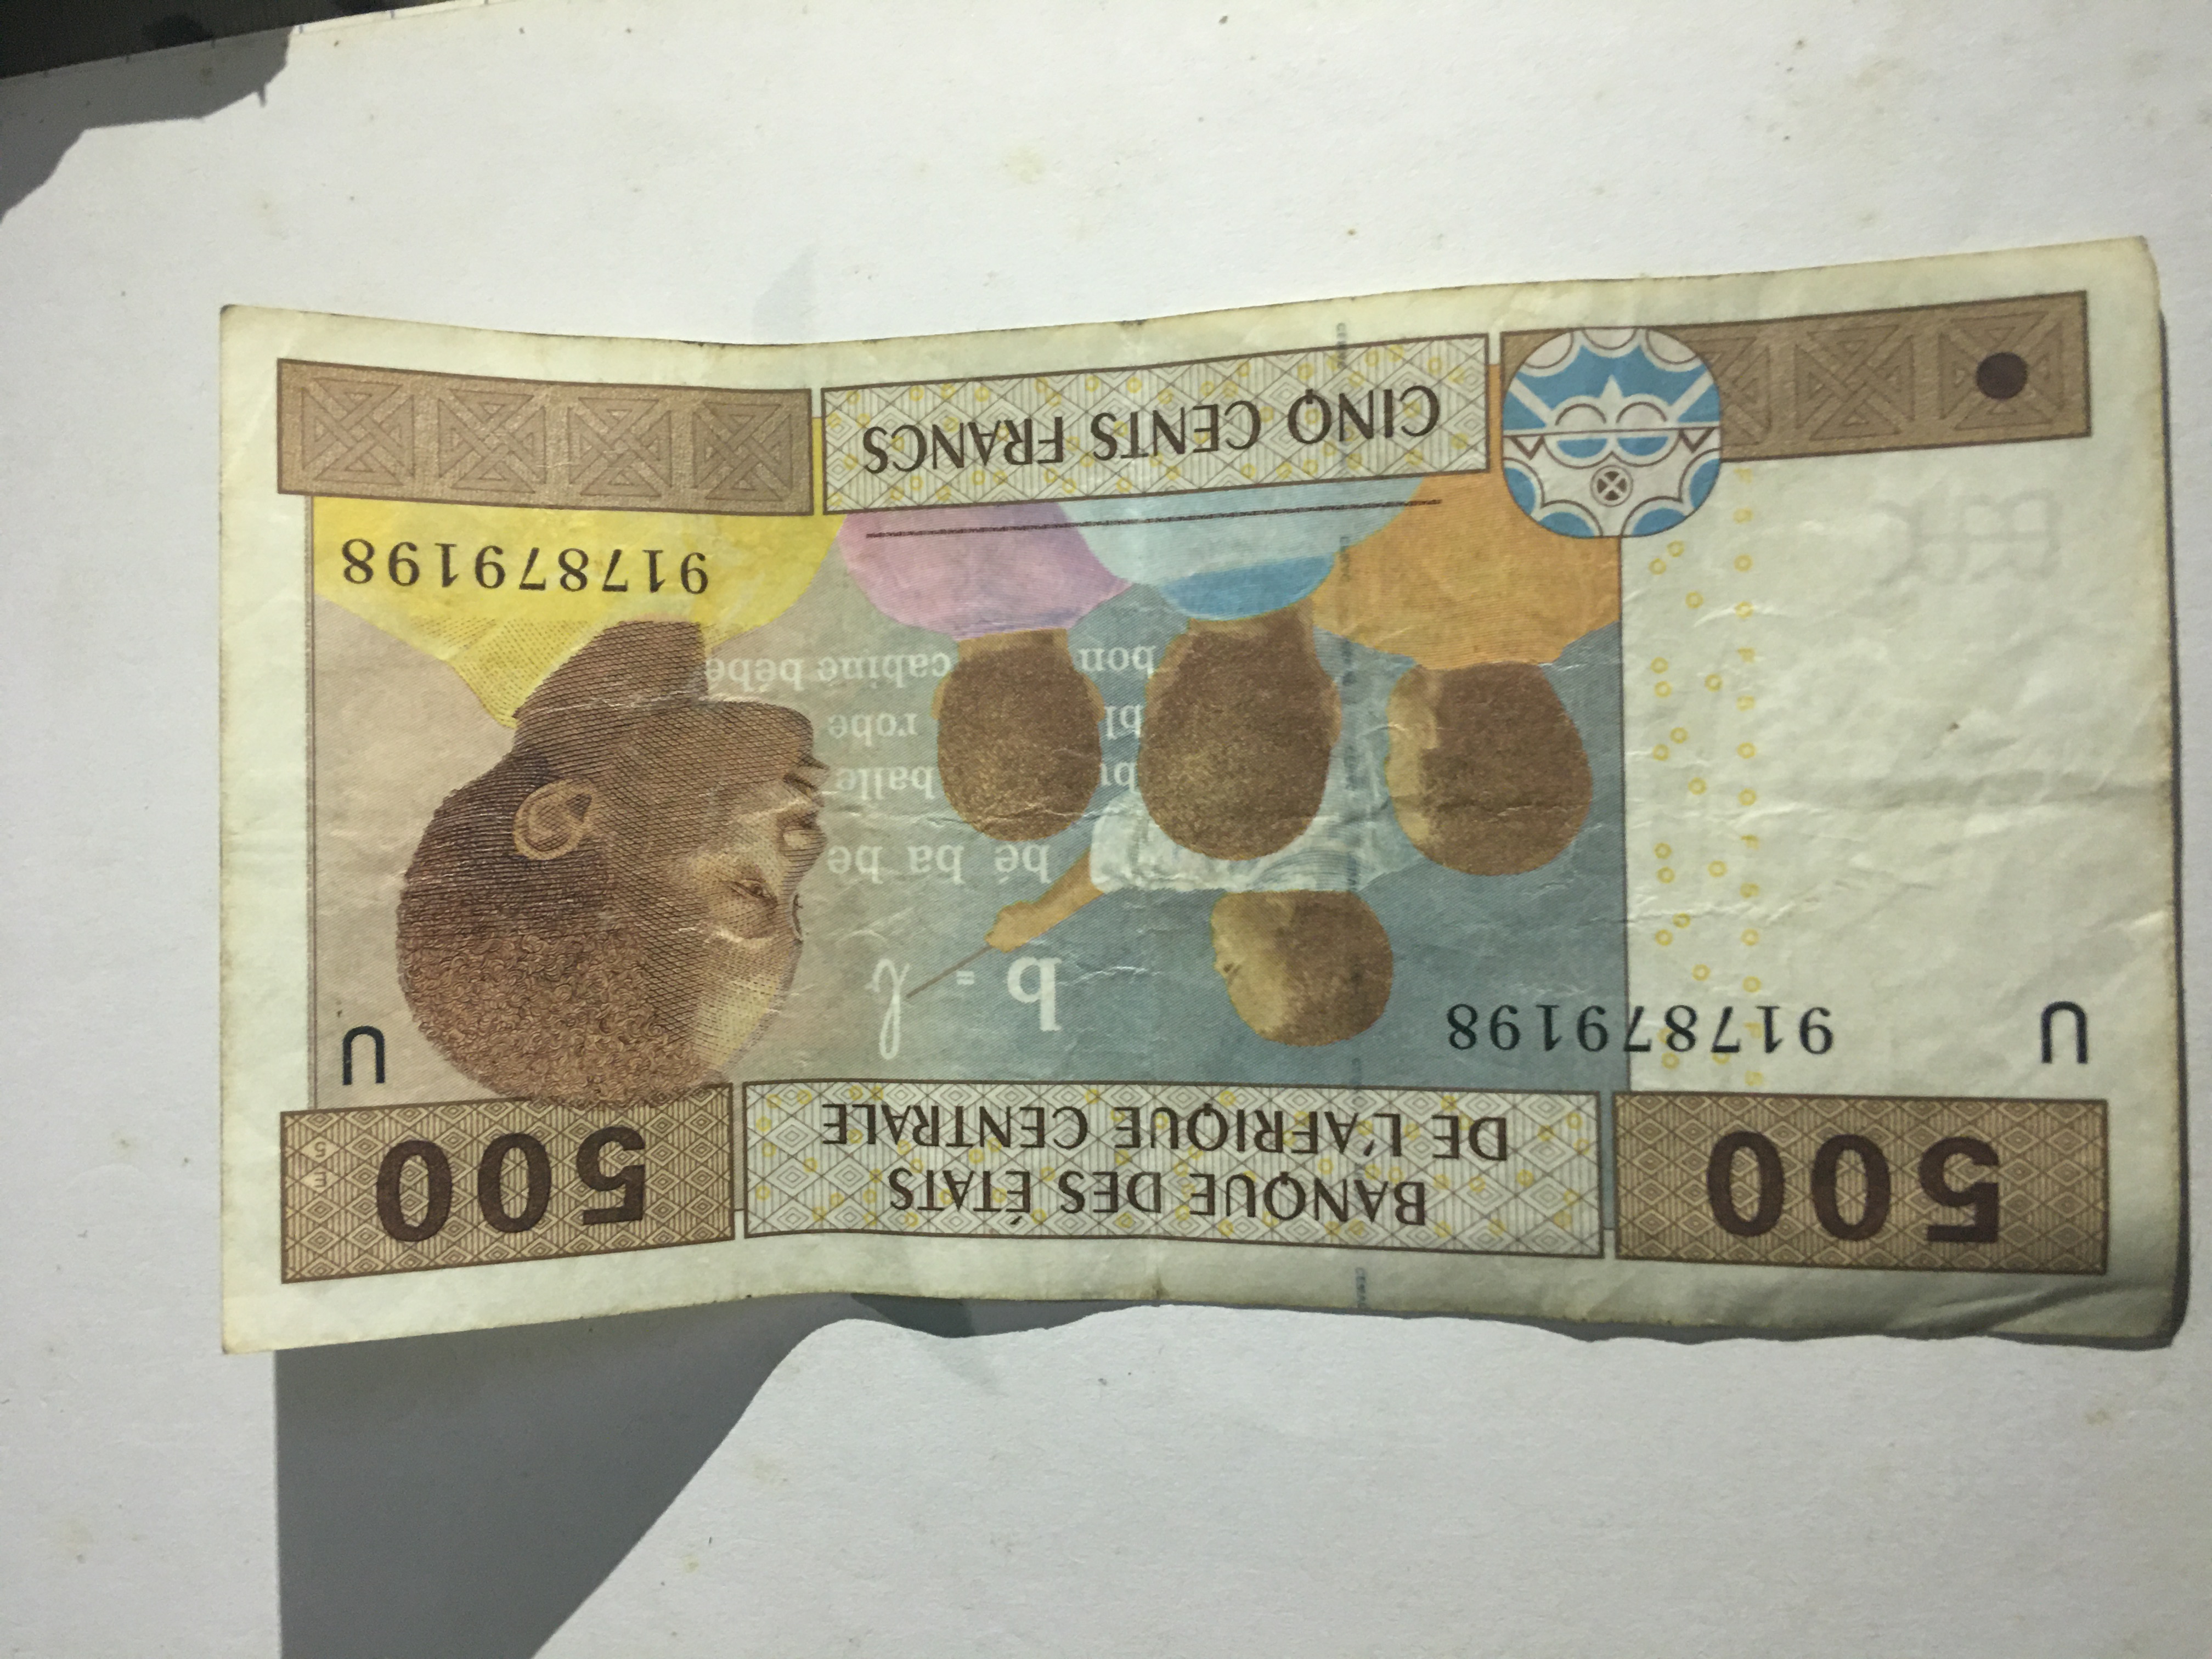 500
BANQUE DES ÉTATS
DE L'AFRIQUE CENTRALE
500
E
5
U
917879198
U
b = b
bé ba be
balle
robe
bon cabine bébé
917879198
CINQ CENTS FRANCS